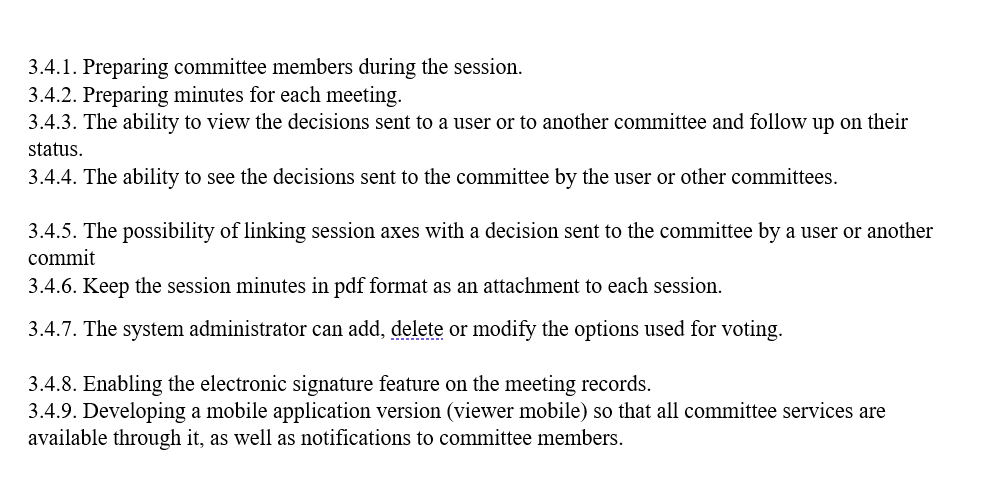 3.4.1. Preparing committee members during the session.
3.4.2. Preparing minutes for each meeting.
3.4.3. The ability to view the decisions sent to a user or to another committee and follow up on their
status.
3.4.4. The ability to see the decisions sent to the committee by the user or other committees.
3.4.5. The possibility of linking session axes with a decision sent to the committee by a user or another
commit
3.4.6. Keep the session minutes in pdf format as an attachment to each session.
3.4.7. The system administrator can add, delete or modify the options used for voting.
3.4.8. Enabling the electronic signature feature on the meeting records.
3.4.9. Developing a mobile application version (viewer mobile) so that all committee services are
available through it, as well as notifications to committee members.